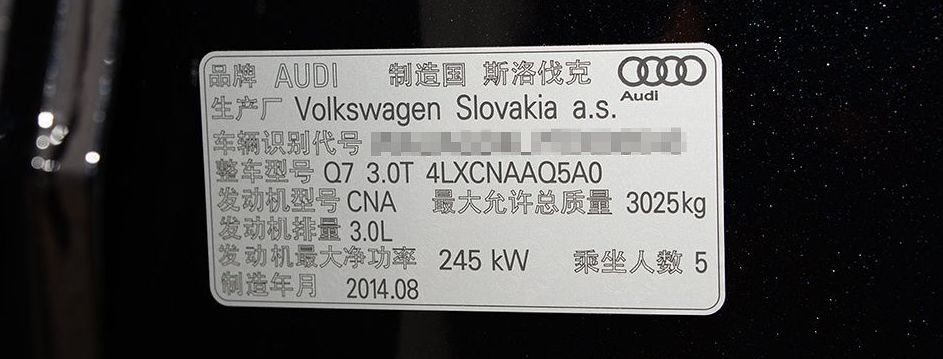 品牌 AUDI 制造国 斯洛伐克
Audi
生产厂 Volkswagen Slovakia a.s.
车辆识别代号
整车型号 Q7 3.0T 4LXCNAAQ5A0
发动机型号 CNA 最大允许总质量 3025kg
发动机排量 3.0L
发动机最大净功率 245 kW 乘坐人数 5
制造年月 2014.08